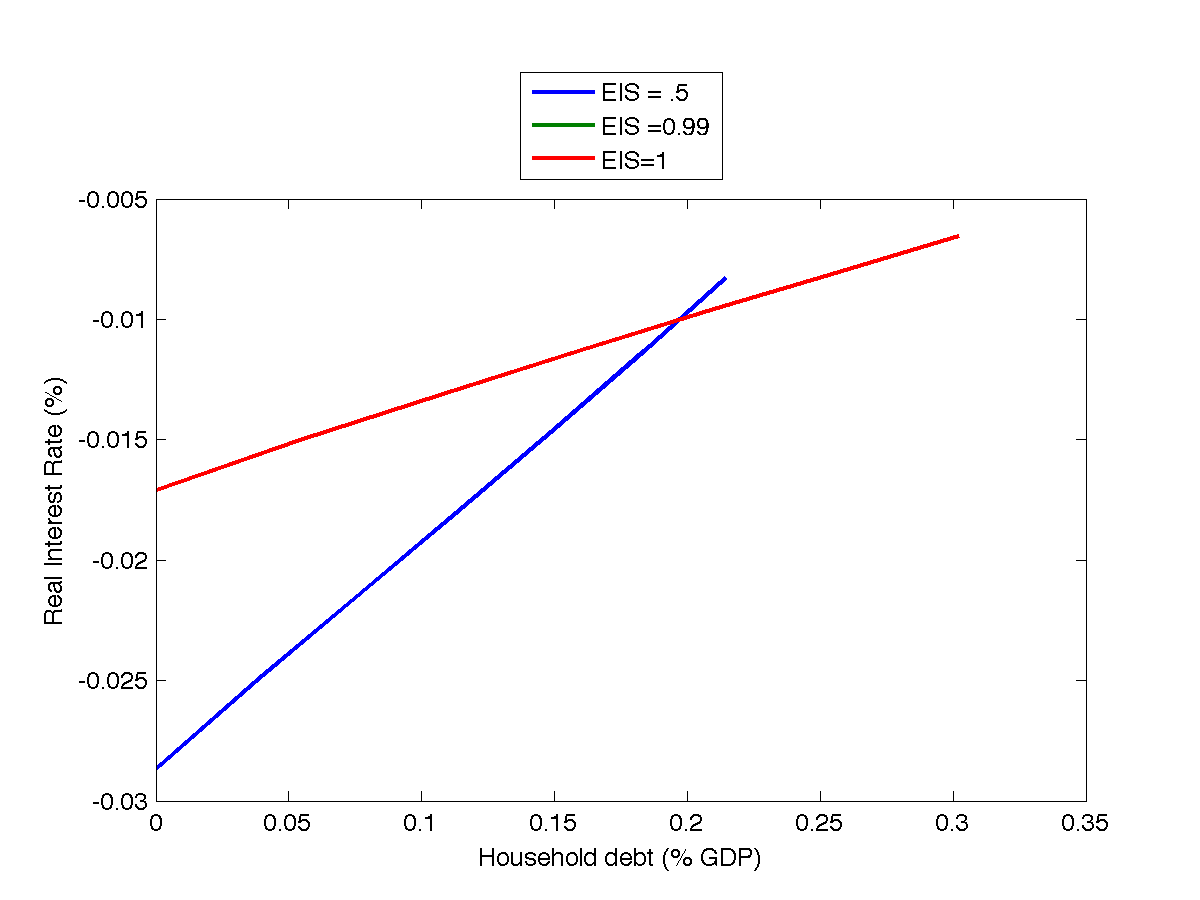 EIS = .5
EIS =0.99
EIS=1
-0.005
-0.01
-0.015
-0.02
-0.025
-0.03
Real Interest Rate (%)
0 0.05 0.1 0.15 0.2 0.25 0.3 0.35
Household debt (% GDP)